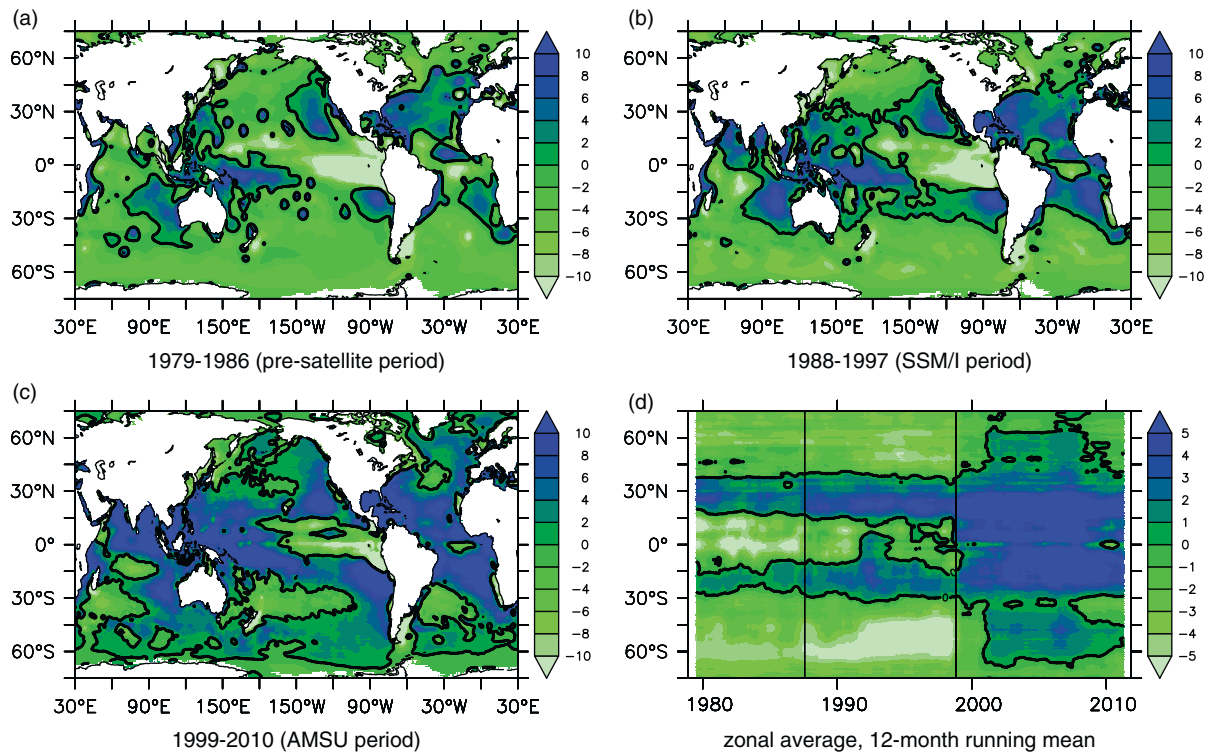 (a)
(b)
60°N
30°N
0°
30°S
60°S
30°E 90°E 150°E 150°W 90°W 30°W 30°E
10
8
6
4
2
0
−2
−4
−6
−8
−10
1979-1986 (pre-satellite period)
60°N
30°N
0°
30°S
60°S
30°E 90°E 150°E 150°W 90°W 30°W 30°E
10
8
6
4
2
0
−2
−4
−6
−8
−10
1988-1997 (SSM/I period)
(c)
(d)
60°N
30°N
0°
30°S
60°S
30°E 90°E 150°E 150°W 90°W 30°W 30°E
10
8
6
4
2
0
−2
−4
−6
−8
−10
1999-2010 (AMSU period)
60°N
30°N
0°
30°S
60°S
0
1980 1990 2000 2010
5
4
3
2
1
0
−1
−2
−3
−4
−5
zonal average, 12-month running mean